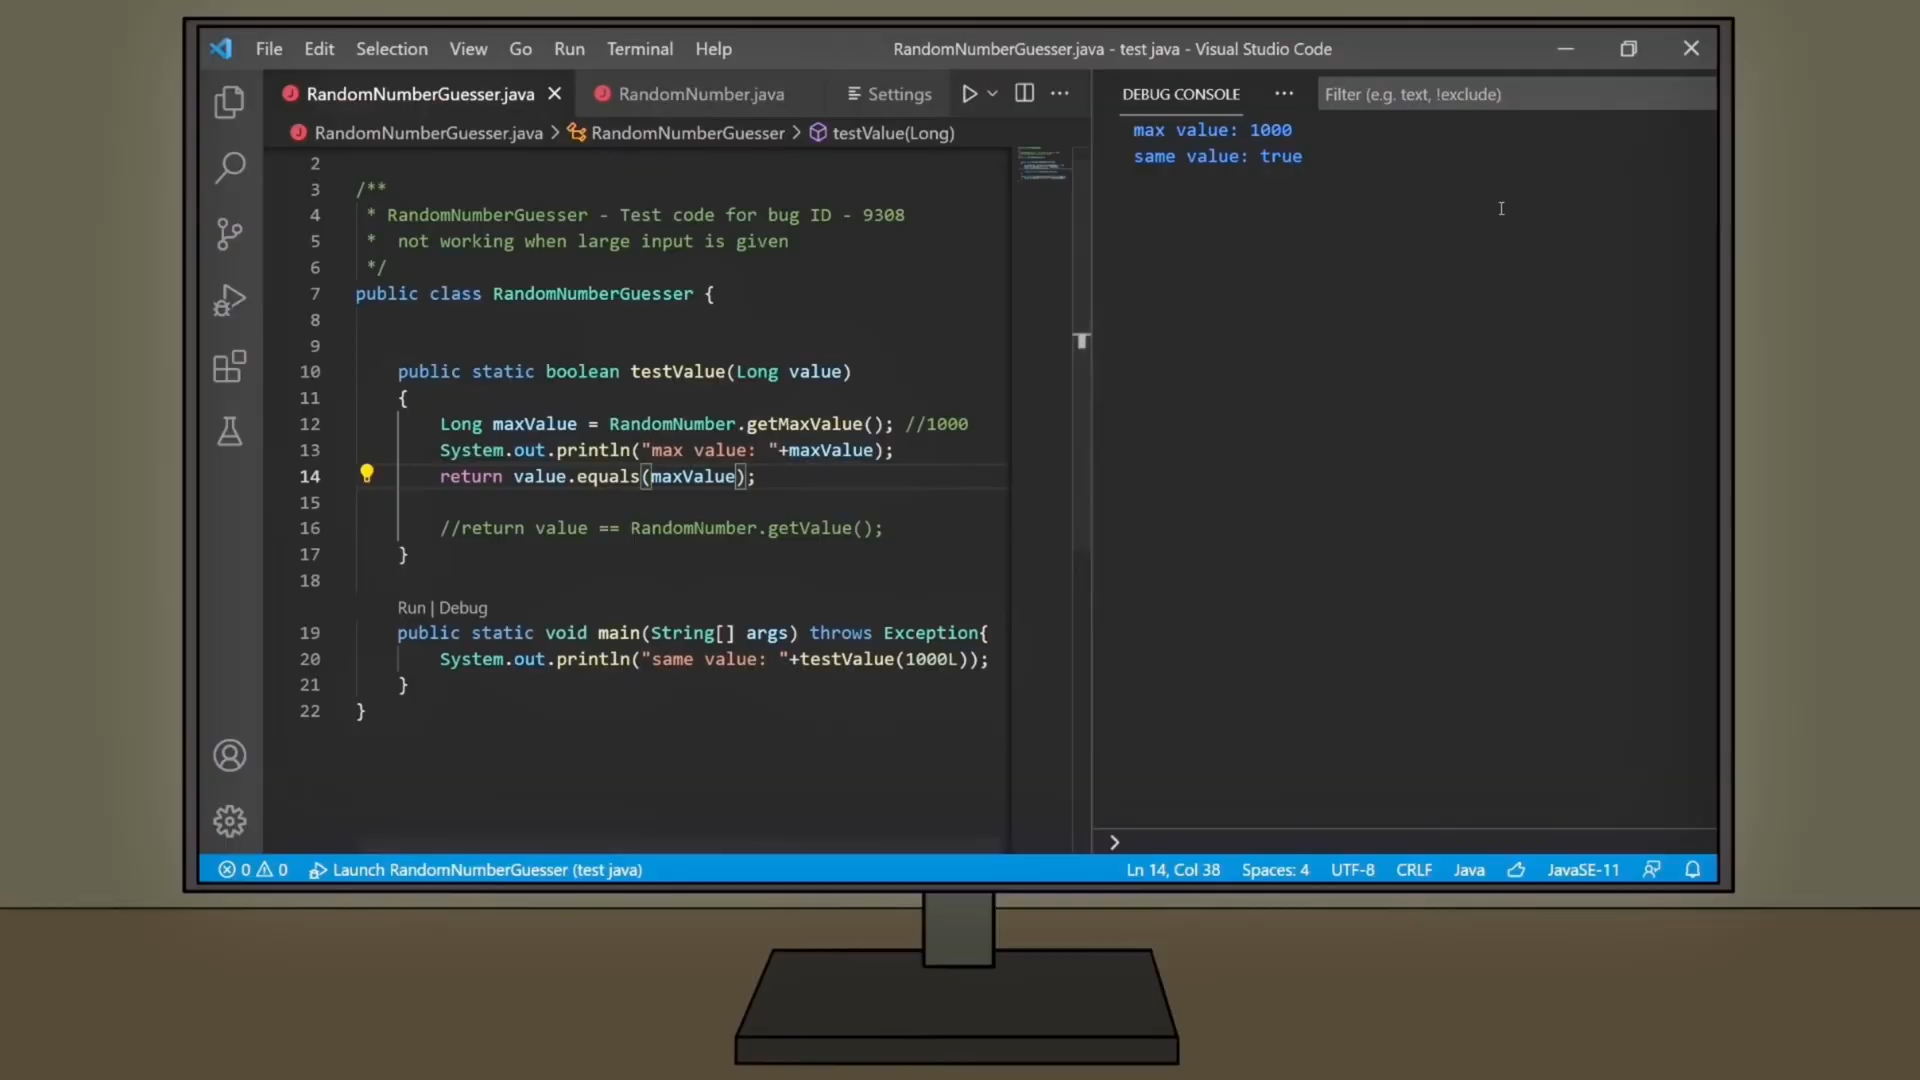 File Edit Selection View Go Run Terminal Help RandomNumberGuesser.java - test java - Visual Studio Code
RandomNumberGuesser.java RandomNumber.java Settings
RandomNumberGuesser.java > RandomNumberGuesser > testValue(Long)
2
3 /**
4 * RandomNumberGuesser - Test code for bug ID - 9308
5 * not working when large input is given
6 */
7 public class RandomNumberGuesser {
8
9
10 public static boolean testValue(Long value)
11 {
12 Long maxValue = RandomNumber.getMaxValue(); //1000
13 System.out.println("max value: "+maxValue);
14 return value.equals(maxValue);
15
16 //return value == RandomNumber.getValue();
17 }
18
Run | Debug
19 public static void main(String[] args) throws Exception{
20 System.out.println("same value: "+testValue(1000L));
21 }
22 }
DEBUG CONSOLE Filter (e.g. text, !exclude)
max value: 1000
same value: true
0 0 Launch RandomNumberGuesser (test java) Ln 14, Col 38 Spaces: 4 UTF-8 CRLF Java JavaSE-11